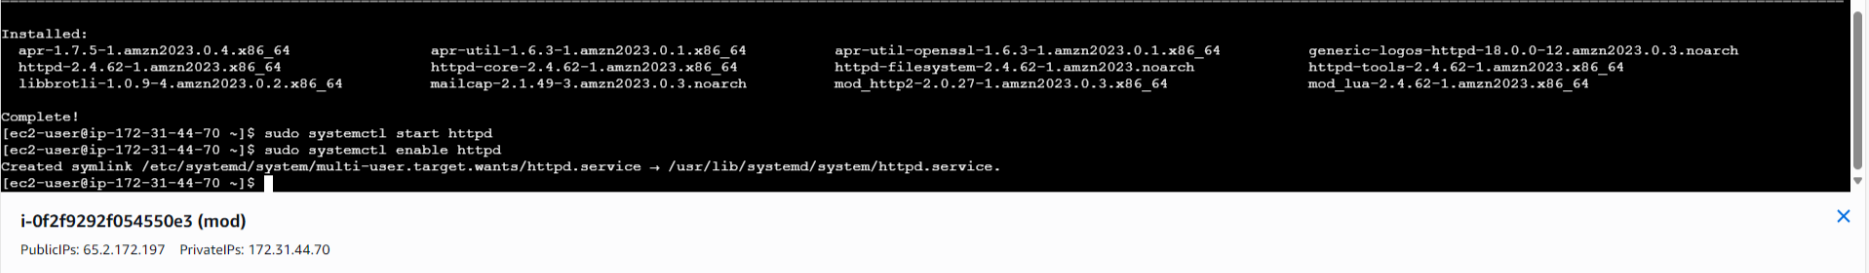 Installed:
apr-1.7.5-1.amzn2023.0.4.x86_64 apr-util-1.6.3-1.amzn2023.0.1.x86_64 apr-util-openssl-1.6.3-1.amzn2023.0.1.x86_64 generic-logos-httpd-18.0.0-12.amzn2023.0.3.noarch
httpd-2.4.62-1.amzn2023.x86_64 httpd-core-2.4.62-1.amzn2023.x86_64 httpd-filesystem-2.4.62-1.amzn2023.noarch httpd-tools-2.4.62-1.amzn2023.x86_64
libbrotli-1.0.9-4.amzn2023.0.2.x86_64 mailcap-2.1.49-3.amzn2023.0.3.noarch mod_http2-2.0.27-1.amzn2023.0.3.x86_64 mod_lua-2.4.62-1.amzn2023.x86_64
Complete!
[ec2-user@ip-172-31-44-70 ~]$ sudo systemctl start httpd
[ec2-user@ip-172-31-44-70 ~]$ sudo systemctl enable httpd
Created symlink /etc/systemd/system/multi-user.target.wants/httpd.service → /usr/lib/systemd/system/httpd.service.
[ec2-user@ip-172-31-44-70 ~]$
i-0f2f9292f054550e3 (mod)
PublicIPs: 65.2.172.197 PrivateIPs: 172.31.44.70